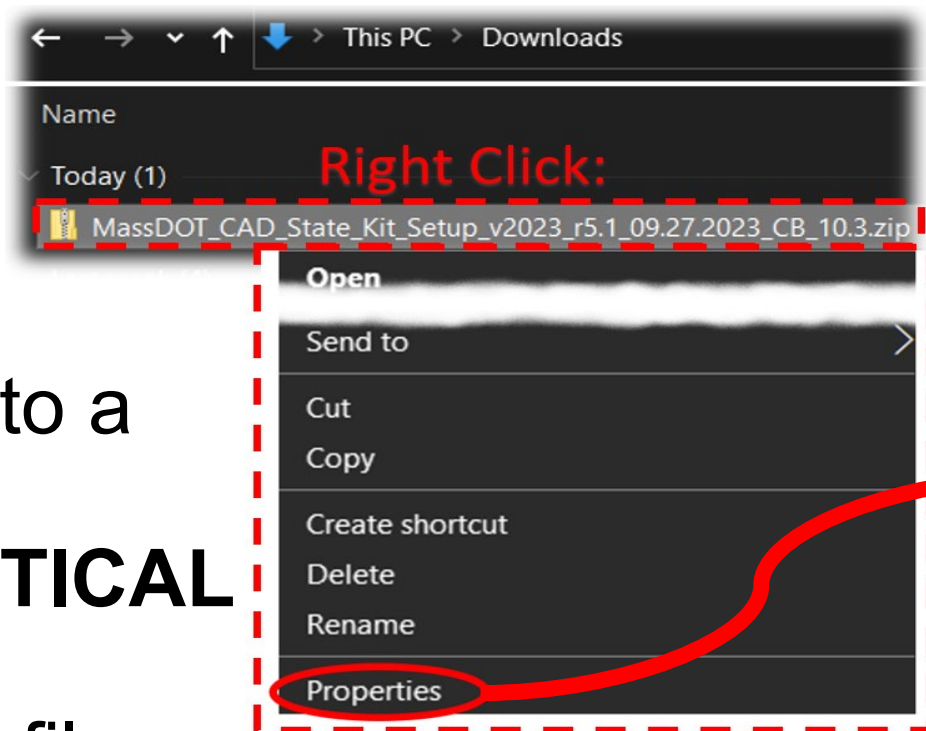 This PC > Downloads
Name
Today (1)
Right Click:
MassDOT_CAD_State_Kit_Setup_v2023_r5.1_09.27.2023_CB_10.3.zip
Open
Send to
to a
Cut
Copy
Create shortcut
TICAL
Delete
Rename
Properties